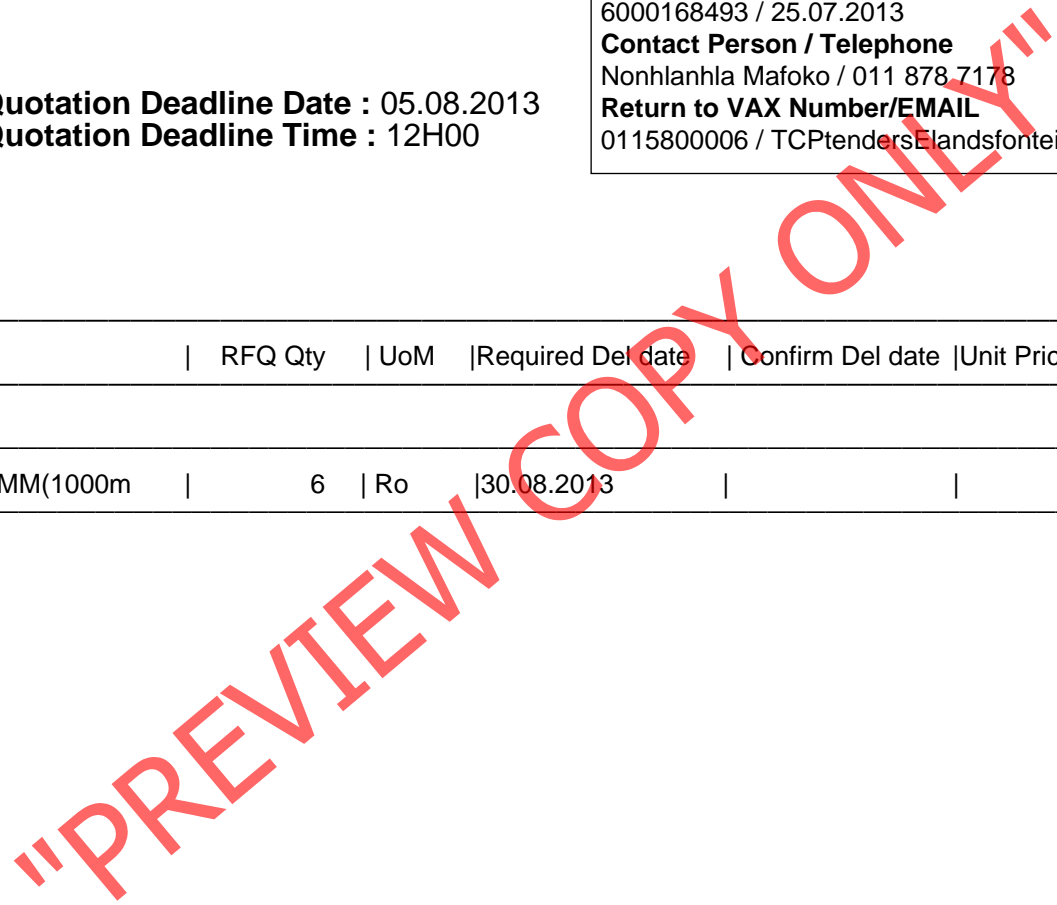 6000168493 / 25.07.2013
Contact Person / Telephone
Nonhlanhla Mafoko / 011 878 7178
Return to VAX Number/EMAIL
0115800006 / TCPtendersElandsfontei
uotation Deadline Date : 05.08.2013
uotation Deadline Time : 12H00
| RFQ Qty | UoM |Required Del date | Confirm Del date |Unit Pric
MM(1000m | 6 | Ro |30.08.2013 | |
"PREVIEW COPY ONLY"